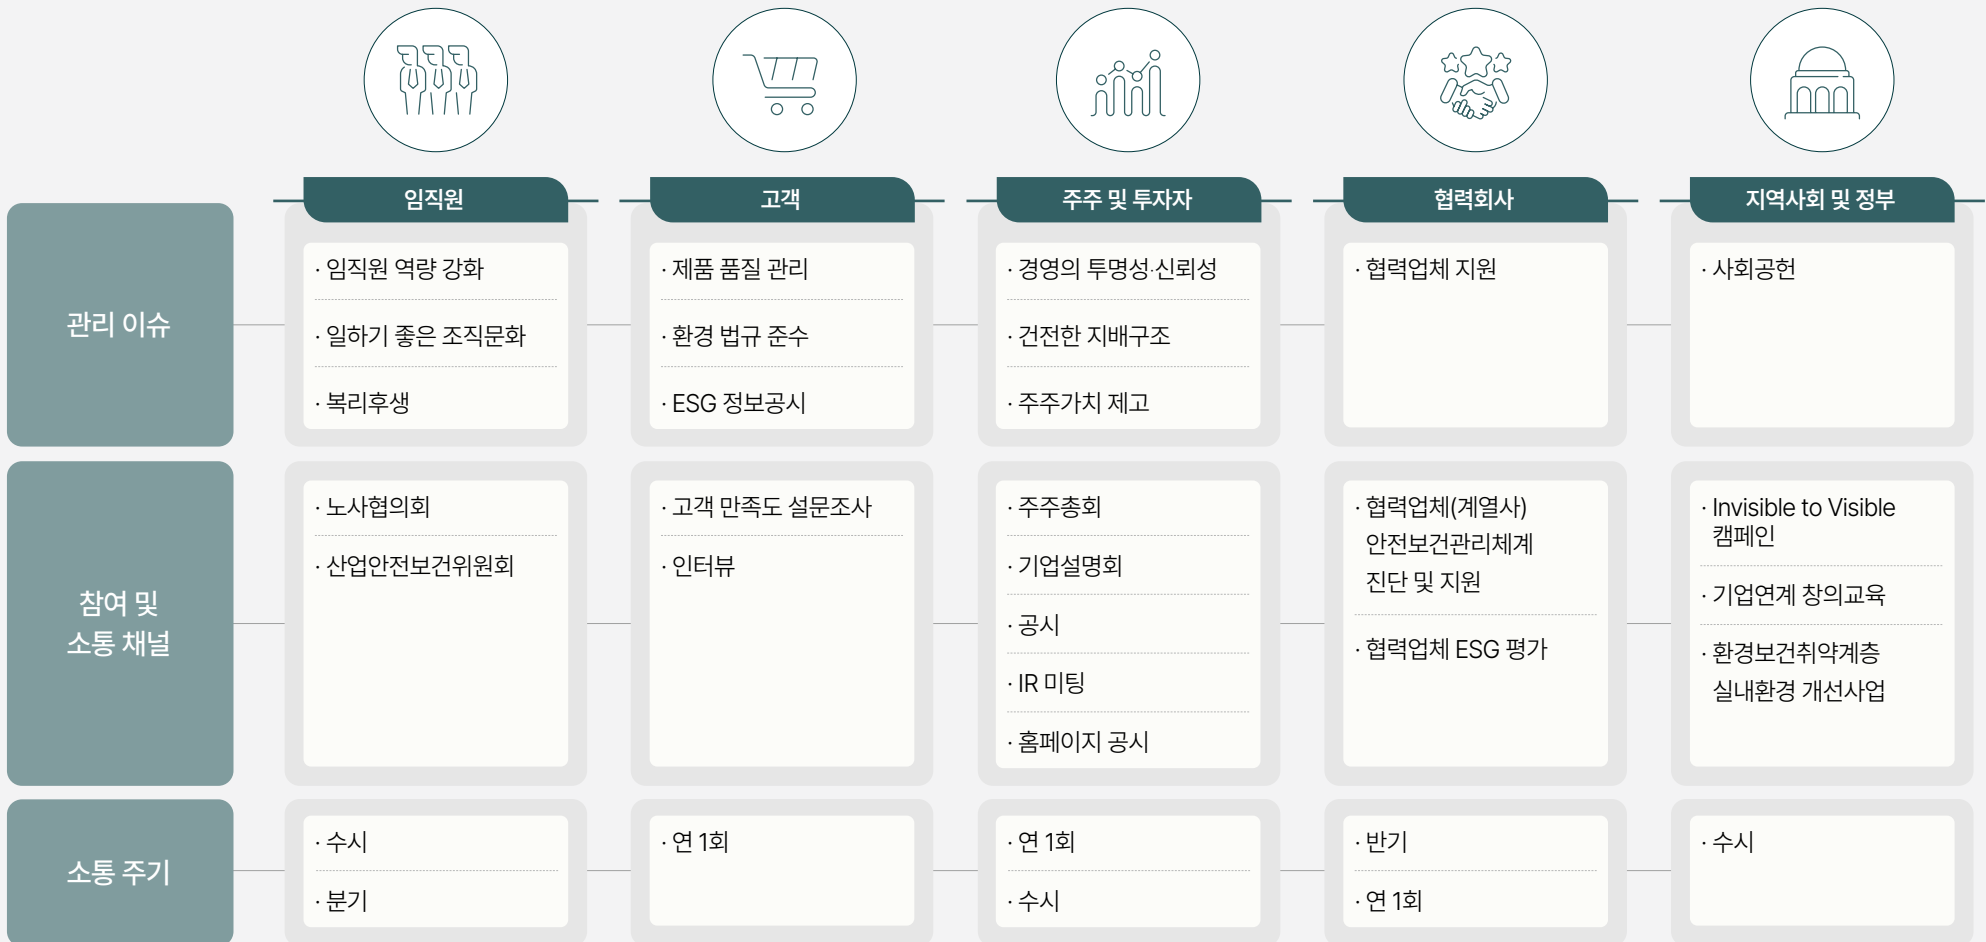 임직원
고객
주주 및 투자자
협력회사
지역사회 및 정부
관리 이슈
· 임직원 역량 강화
· 일하기 좋은 조직문화
· 복리후생
· 제품 품질 관리
· 환경 법규 준수
· ESG 정보공시
· 경영의 투명성·신뢰성
· 건전한 지배구조
· 주주가치 제고
· 협력업체 지원
· 사회공헌
참여 및
소통 채널
· 노사협의회
· 산업안전보건위원회
· 고객 만족도 설문조사
· 인터뷰
· 주주총회
· 기업설명회
· 공시
· IR 미팅
· 홈페이지 공시
· 협력업체(계열사)
안전보건관리체계
진단 및 지원
· 협력업체 ESG 평가
· Invisible to Visible
캠페인
· 기업연계 창의교육
· 환경보건취약계층
실내환경 개선사업
소통 주기
· 수시
· 분기
· 연 1회
· 연 1회
· 수시
· 반기
· 연 1회
· 수시